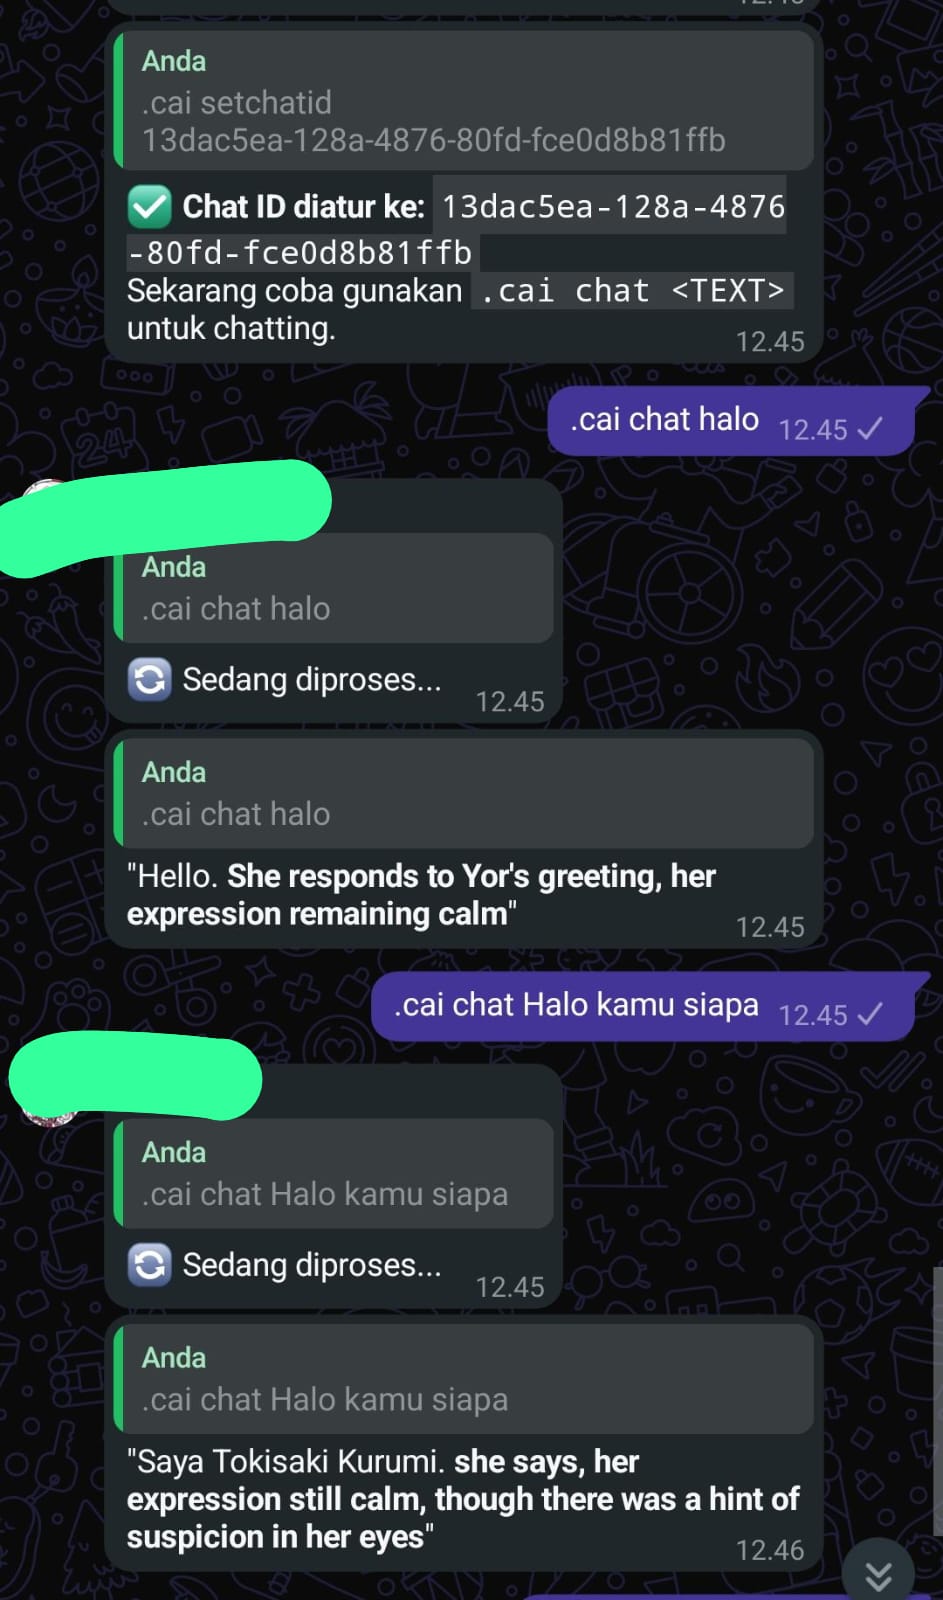 Anda
.cai setchatid
13dac5ea-128a-4876-80fd-fce0d8b81ffb
Chat ID diatur ke: 13dac5ea-128a-4876
-80fd-fce0d8b81ffb
Sekarang coba gunakan .cai chat <TEXT>
untuk chatting.
12.45
.cai chat halo 12.45
Anda
.cai chat halo
Sedang diproses...
12.45
Anda
.cai chat halo
"Hello. She responds to Yor's greeting, her
expression remaining calm"
12.45
.cai chat Halo kamu siapa 12.45
Anda
.cai chat Halo kamu siapa
Sedang diproses...
12.45
Anda
.cai chat Halo kamu siapa
"Saya Tokisaki Kurumi. she says, her
expression still calm, though there was a hint of
suspicion in her eyes"
12.46